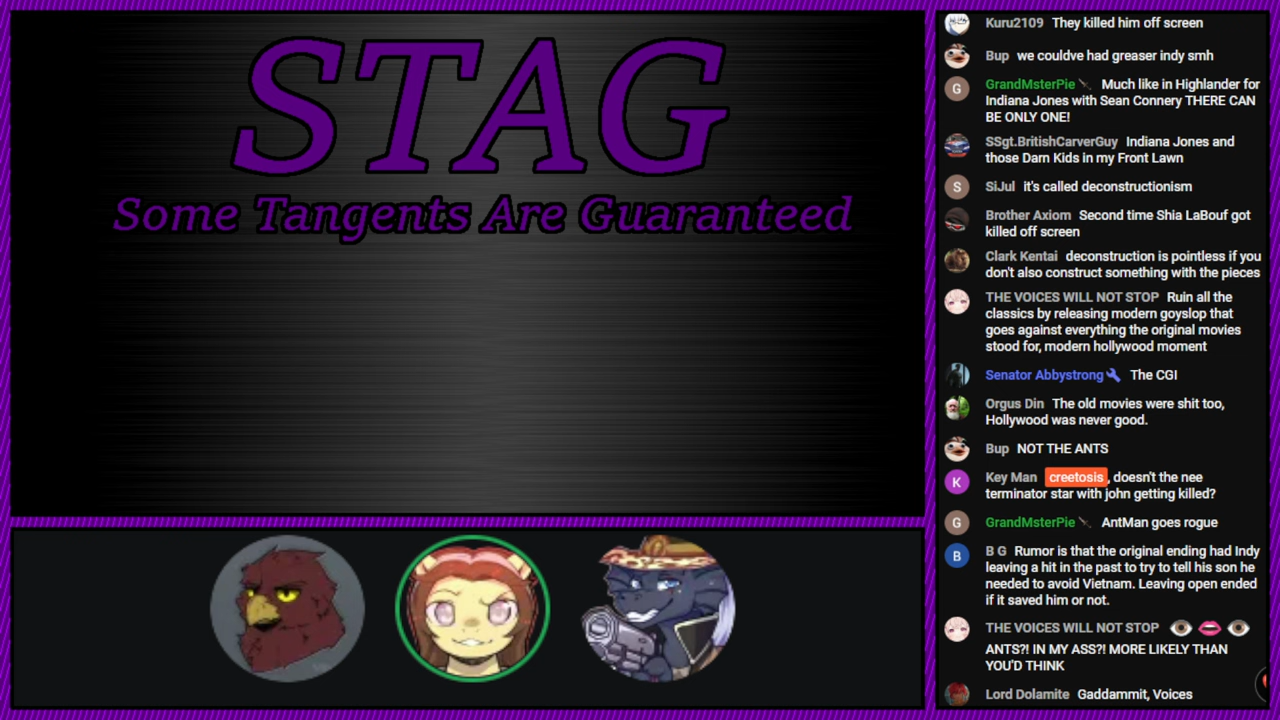 STAG
Some Tangents Are Guaranteed
Kuru2109 They killed him off screen
Bup we couldve had greaser indy smh
G GrandMsterPie Much like in Highlander for
Indiana Jones with Sean Connery THERE CAN
BE ONLY ONE!
SSgt.BritishCarverGuy Indiana Jones and
those Darn Kids in my Front Lawn
S SiJul it's called deconstructionism
Brother Axiom Second time Shia LaBouf got
killed off screen
Clark Kentai deconstruction is pointless if you
don't also construct something with the pieces
THE VOICES WILL NOT STOP Ruin all the
classics by releasing modern goyslop that
goes against everything the original movies
stood for, modern hollywood moment
Senator Abbystrong The CGI
Orgus Din The old movies were shit too,
Hollywood was never good.
Bup NOT THE ANTS
K Key Man creetosis, doesn't the nee
terminator star with john getting killed?
G GrandMsterPie AntMan goes rogue
B B G Rumor is that the original ending had Indy
leaving a hit in the past to try to tell his son he
needed to avoid Vietnam. Leaving open ended
if it saved him or not.
THE VOICES WILL NOT STOP 👁️👄👁️
ANTS?! IN MY ASS?! MORE LIKELY THAN
YOU'D THINK
Lord Dolamite Gaddammit, Voices